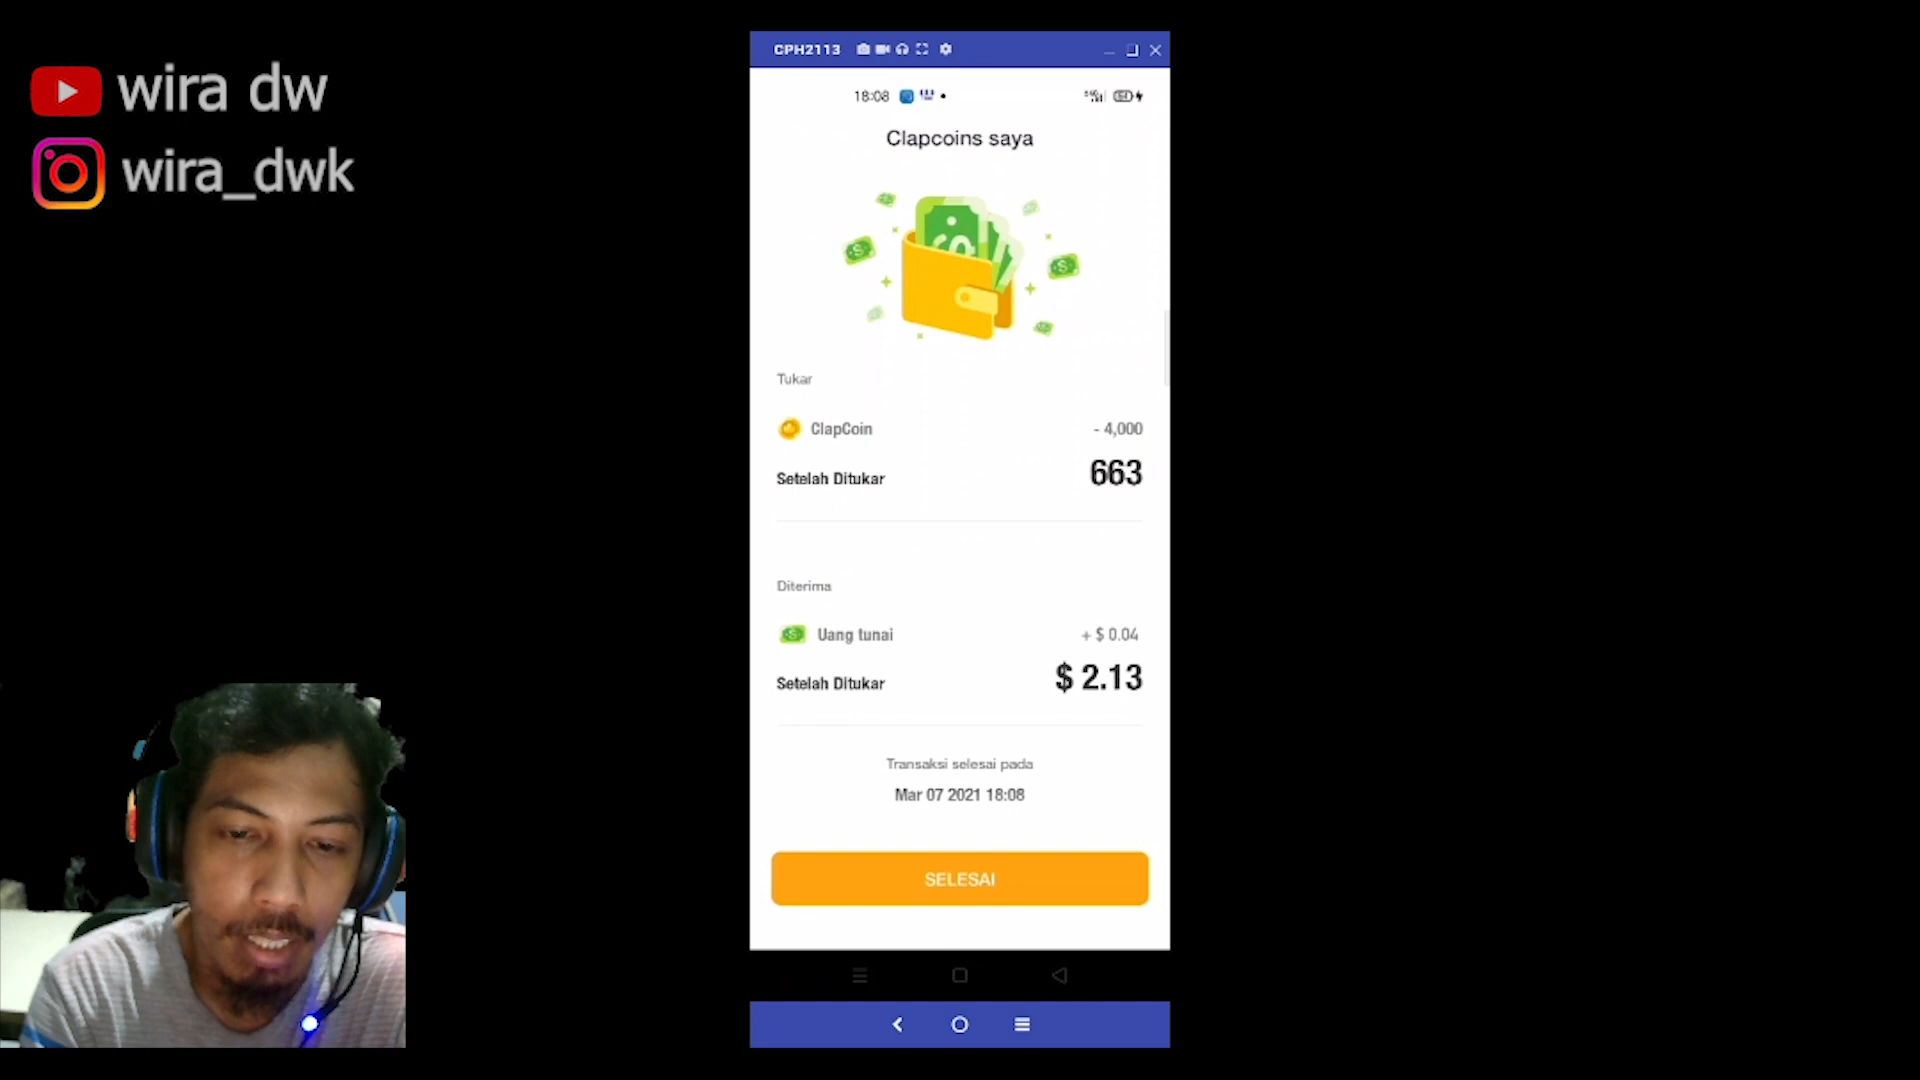 wira dw
wira_dwk
CPH2113
18:08
Clapcoins saya
Tukar
ClapCoin - 4,000
Setelah Ditukar 663
Diterima
Uang tunai + $ 0.04
Setelah Ditukar $ 2.13
Transaksi selesai pada
Mar 07 2021 18:08
SELESAI